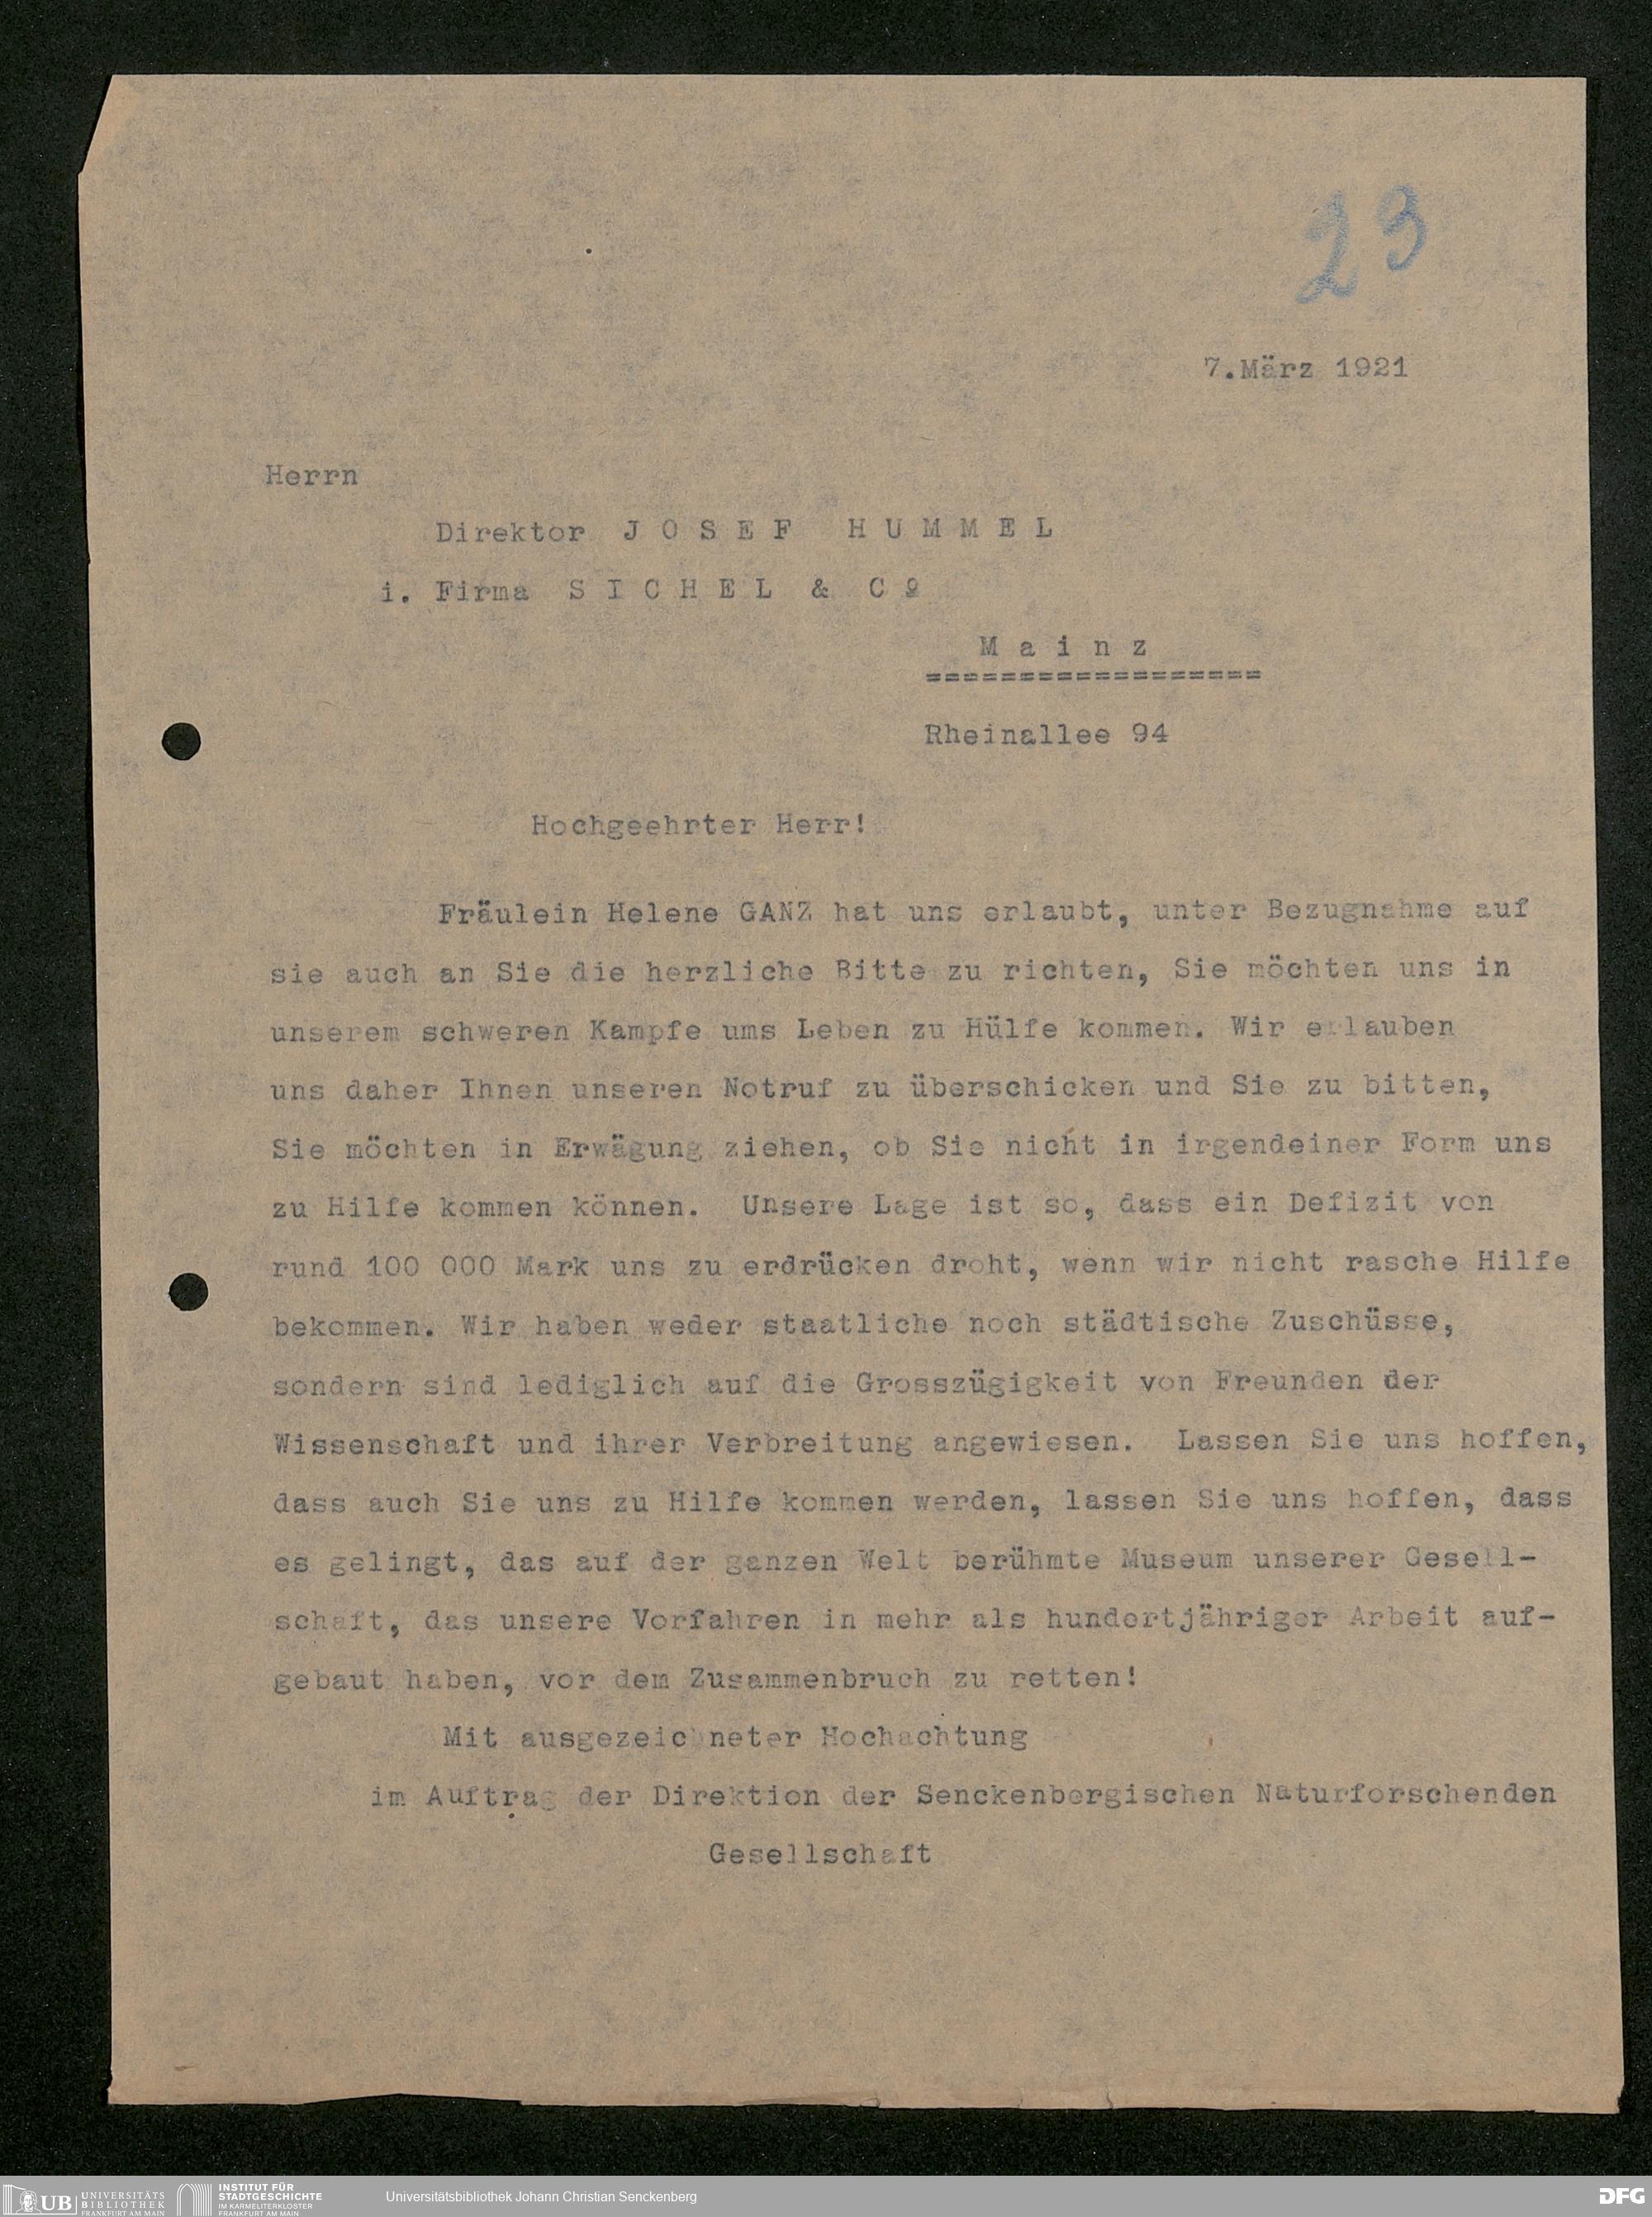 23
7.März 1921
Herrn
Direktor J O S E F H U M M E L
i. Firma S I C H E L & C o
M a i n z
==================
Rheinallee 94
Hochgeehrter Herr!
Fräulein Helene GANZ hat uns erlaubt, unter Bezugnahme auf
sie auch an Sie die herzliche Bitte zu richten, Sie möchten uns in
unserem schweren Kampfe ums Leben zu Hülfe kommen. Wir erlauben
uns daher Ihnen unseren Notruf zu überschicken und Sie zu bitten,
Sie möchten in Erwägung ziehen, ob Sie nicht in irgendeiner Form uns
zu Hilfe kommen können. Unsere Lage ist so, dass ein Defizit von
rund 100 000 Mark uns zu erdrücken droht, wenn wir nicht rasche Hilfe
bekommen. Wir haben weder staatliche noch städtische Zuschüsse,
sondern sind lediglich auf die Grosszügigkeit von Freunden der
Wissenschaft und ihrer Verbreitung angewiesen. Lassen Sie uns hoffen,
dass auch Sie uns zu Hilfe kommen werden, lassen Sie uns hoffen, dass
es gelingt, das auf der ganzen Welt berühmte Museum unserer Gesell-
schaft, das unsere Vorfahren in mehr als hundertjähriger Arbeit auf-
gebaut haben, vor dem Zusammenbruch zu retten!
Mit ausgezeichneter Hochachtung
im Auftrag der Direktion der Senckenbergischen Naturforschenden
Gesellschaft
UB UNIVERSITÄTS BIBLIOTHEK FRANKFURT AM MAIN
INSTITUT FÜR STADTGESCHICHTE IM KARMELITERKLOSTER FRANKFURT AM MAIN
Universitätsbibliothek Johann Christian Senckenberg
DFG